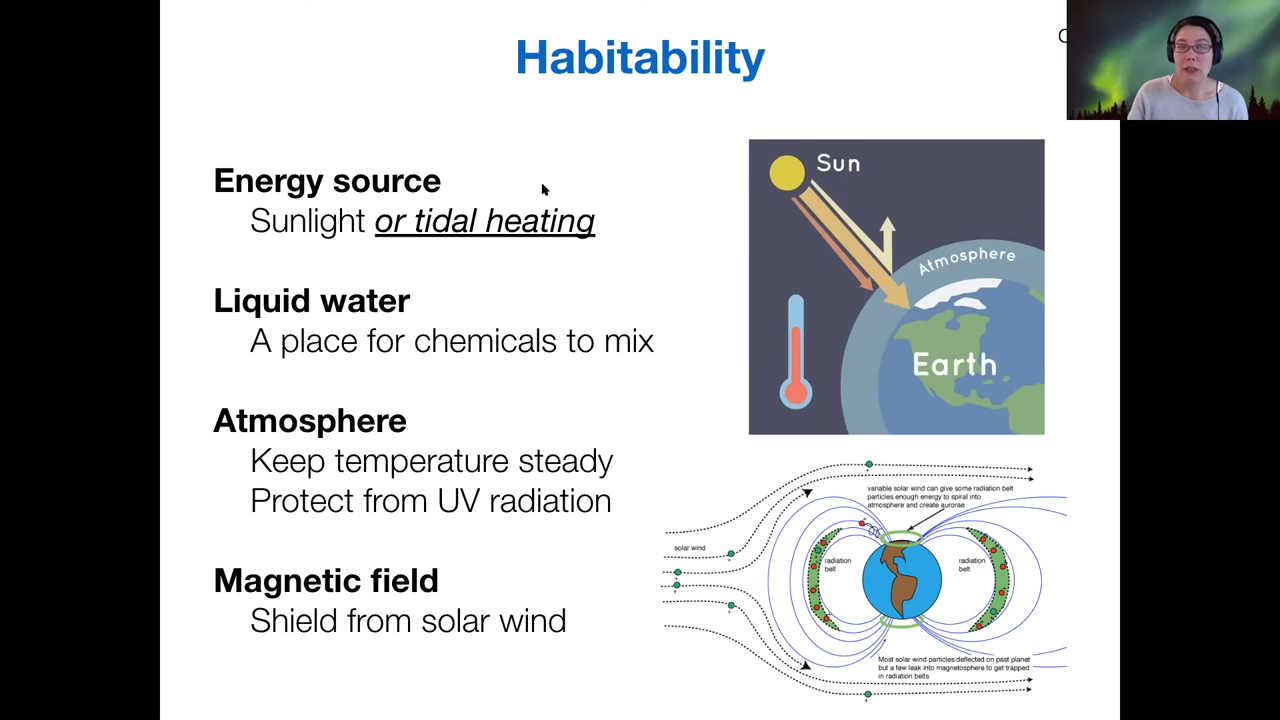 Habitability
Energy source
Sunlight or tidal heating
Liquid water
A place for chemicals to mix
Atmosphere
Keep temperature steady
Protect from UV radiation
Magnetic field
Shield from solar wind
Sun
Atmosphere
Earth
variable solar wind can give some radiation belt
particles enough energy to spiral into
atmosphere and create aurorae
solar wind
radiation
belt
radiation
belt
Most solar wind particles deflected on past planet
but a few leak into magnetosphere to get trapped
in radiation belts